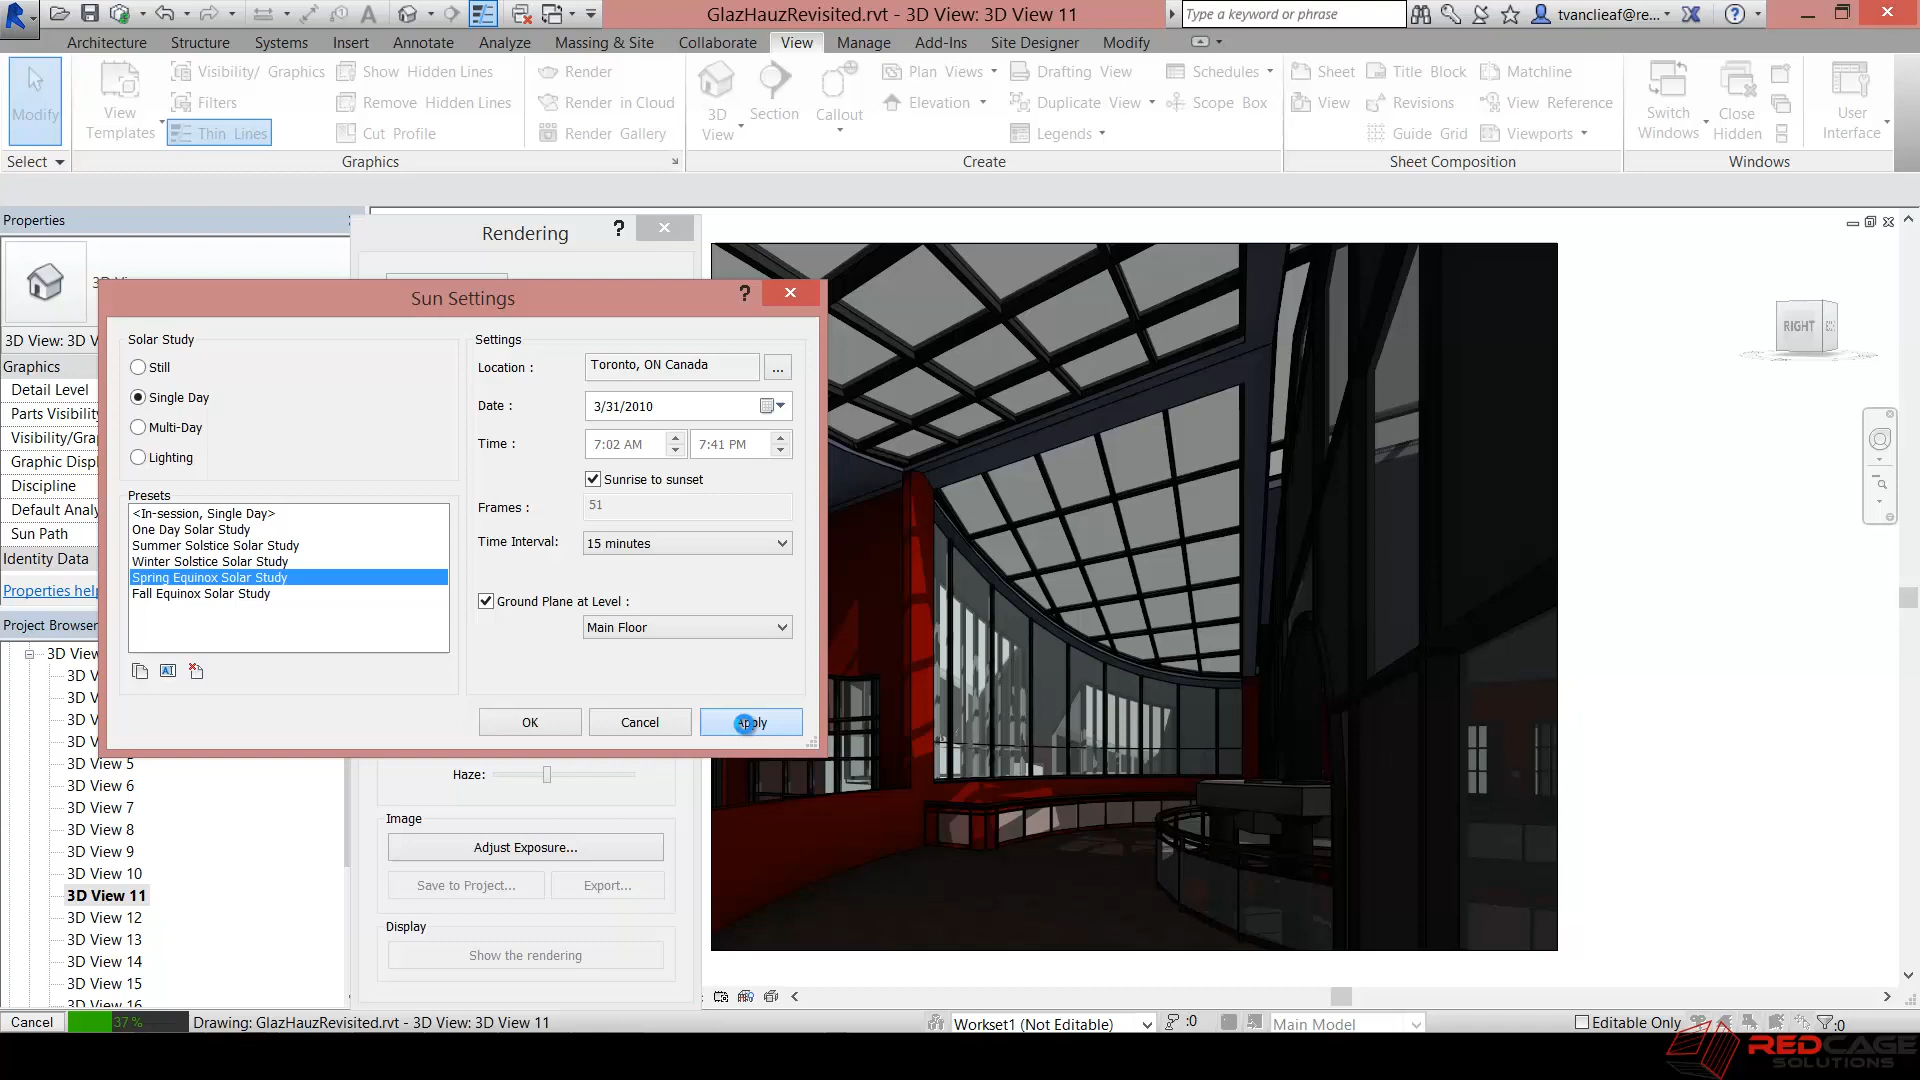 GlazHauzRevisited.rvt - 3D View: 3D View 11
Type a keyword or phrase
tvanclieaf@re...
Architecture Structure Systems Insert Annotate Analyze Massing & Site Collaborate View Manage Add-Ins Site Designer Modify
Modify
View
Templates
Visibility/ Graphics
Filters
Thin Lines
Show Hidden Lines
Remove Hidden Lines
Cut Profile
Render
Render in Cloud
Render Gallery
3D
View
Section
Callout
Plan Views
Elevation
Drafting View
Duplicate View
Legends
Schedules
Scope Box
Sheet
View
Title Block
Revisions
Guide Grid
Matchline
View Reference
Viewports
Switch
Windows
Close
Hidden
User
Interface
Select Graphics Create Sheet Composition Windows
Properties
3D View: 3D V
Graphics
Detail Level
Parts Visibility
Visibility/Gra
Graphic Displ
Discipline
Default Analy
Sun Path
Identity Data
Properties help
Project Browser
3D View
3D V
3D V
3D V
3D V
3D View 5
3D View 6
3D View 7
3D View 8
3D View 9
3D View 10
3D View 11
3D View 12
3D View 13
3D View 14
3D View 15
3D View 16
Rendering ?
Sun Settings ?
Solar Study
Still
Single Day
Multi-Day
Lighting
Presets
<In-session, Single Day>
One Day Solar Study
Summer Solstice Solar Study
Winter Solstice Solar Study
Spring Equinox Solar Study
Fall Equinox Solar Study
Settings
Location : Toronto, ON Canada ...
Date : 3/31/2010
Time : 7:02 AM 7:41 PM
Sunrise to sunset
Frames : 51
Time Interval: 15 minutes
Ground Plane at Level :
Main Floor
OK Cancel Apply
Haze:
Image
Adjust Exposure...
Save to Project... Export...
Display
Show the rendering
RIGHT
Cancel 37 % Drawing: GlazHauzRevisited.rvt - 3D View: 3D View 11
Workset1 (Not Editable) :0 Main Model Editable Only :0
REDCAGE
SOLUTIONS